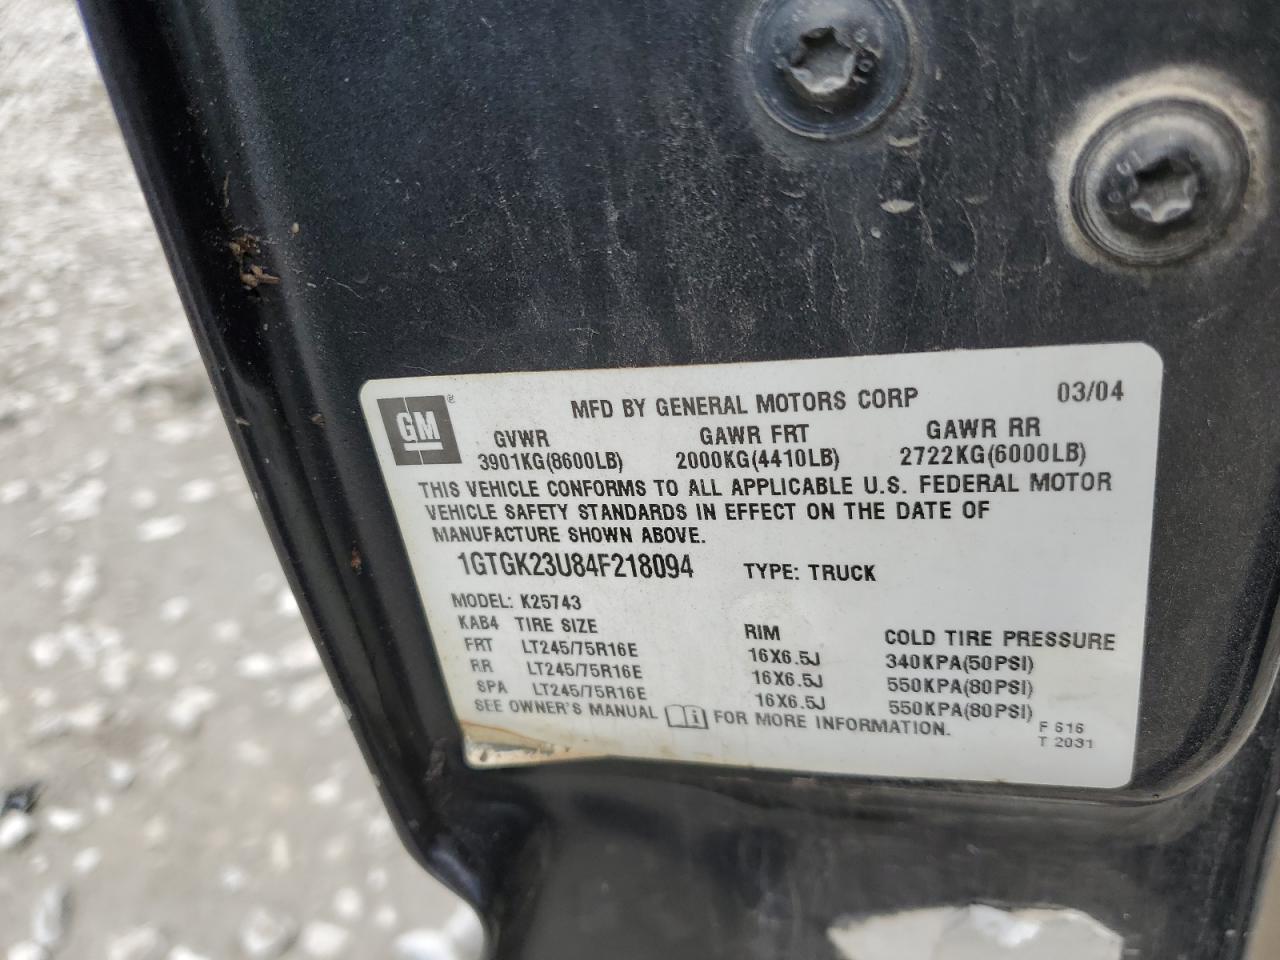 GM ®
MFD BY GENERAL MOTORS CORP 03/04
GVWR GAWR FRT GAWR RR
3901KG(8600LB) 2000KG(4410LB) 2722KG(6000LB)
THIS VEHICLE CONFORMS TO ALL APPLICABLE U.S. FEDERAL MOTOR
VEHICLE SAFETY STANDARDS IN EFFECT ON THE DATE OF
MANUFACTURE SHOWN ABOVE.
1GTGK23U84F218094 TYPE: TRUCK
MODEL: K25743
KAB4 TIRE SIZE RIM COLD TIRE PRESSURE
FRT LT245/75R16E 16X6.5J 340KPA(50PSI)
RR LT245/75R16E 16X6.5J 550KPA(80PSI)
SPA LT245/75R16E 16X6.5J 550KPA(80PSI)
SEE OWNER'S MANUAL i FOR MORE INFORMATION.
F 616
T 2031